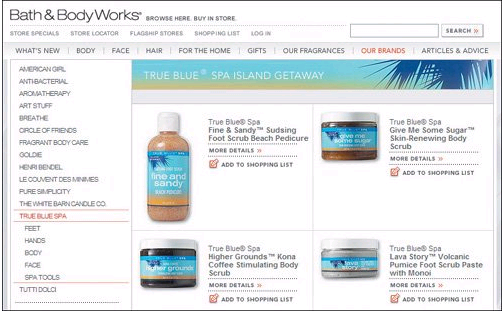 Bath & Body Works® BROWSE HERE. BUY IN STORE.
STORE SPECIALS STORE LOCATOR FLAGSHIP STORES SHOPPING LIST LOG IN
SEARCH »
WHAT'S NEW | BODY | FACE | HAIR | FOR THE HOME | GIFTS | OUR FRAGRANCES | OUR BRANDS | ARTICLES & ADVICE
AMERICAN GIRL
ANTI-BACTERIAL
AROMATHERAPY
ART STUFF
BREATHE
CIRCLE OF FRIENDS
FRAGRANT BODY CARE
GOLDIE
HENRI BENDEL
LE COUVENT DES MINIMES
PURE SIMPLICITY
THE WHITE BARN CANDLE CO.
TRUE BLUE SPA
FEET
HANDS
BODY
FACE
SPA TOOLS
TUTTI DOLCI
TRUE BLUE® SPA ISLAND GETAWAY
fine and
sandy
True Blue® Spa
Fine & Sandy™ Sudsing
Foot Scrub Beach Pedicure
MORE DETAILS »
ADD TO SHOPPING LIST
give me
some sugar
True Blue® Spa
Give Me Some Sugar™
Skin-Renewing Body
Scrub
MORE DETAILS »
ADD TO SHOPPING LIST
higher grounds
True Blue® Spa
Higher Grounds™ Kona
Coffee Stimulating Body
Scrub
MORE DETAILS »
ADD TO SHOPPING LIST
lava story
True Blue® Spa
Lava Story™ Volcanic
Pumice Foot Scrub Paste
with Monoi
MORE DETAILS »
ADD TO SHOPPING LIST